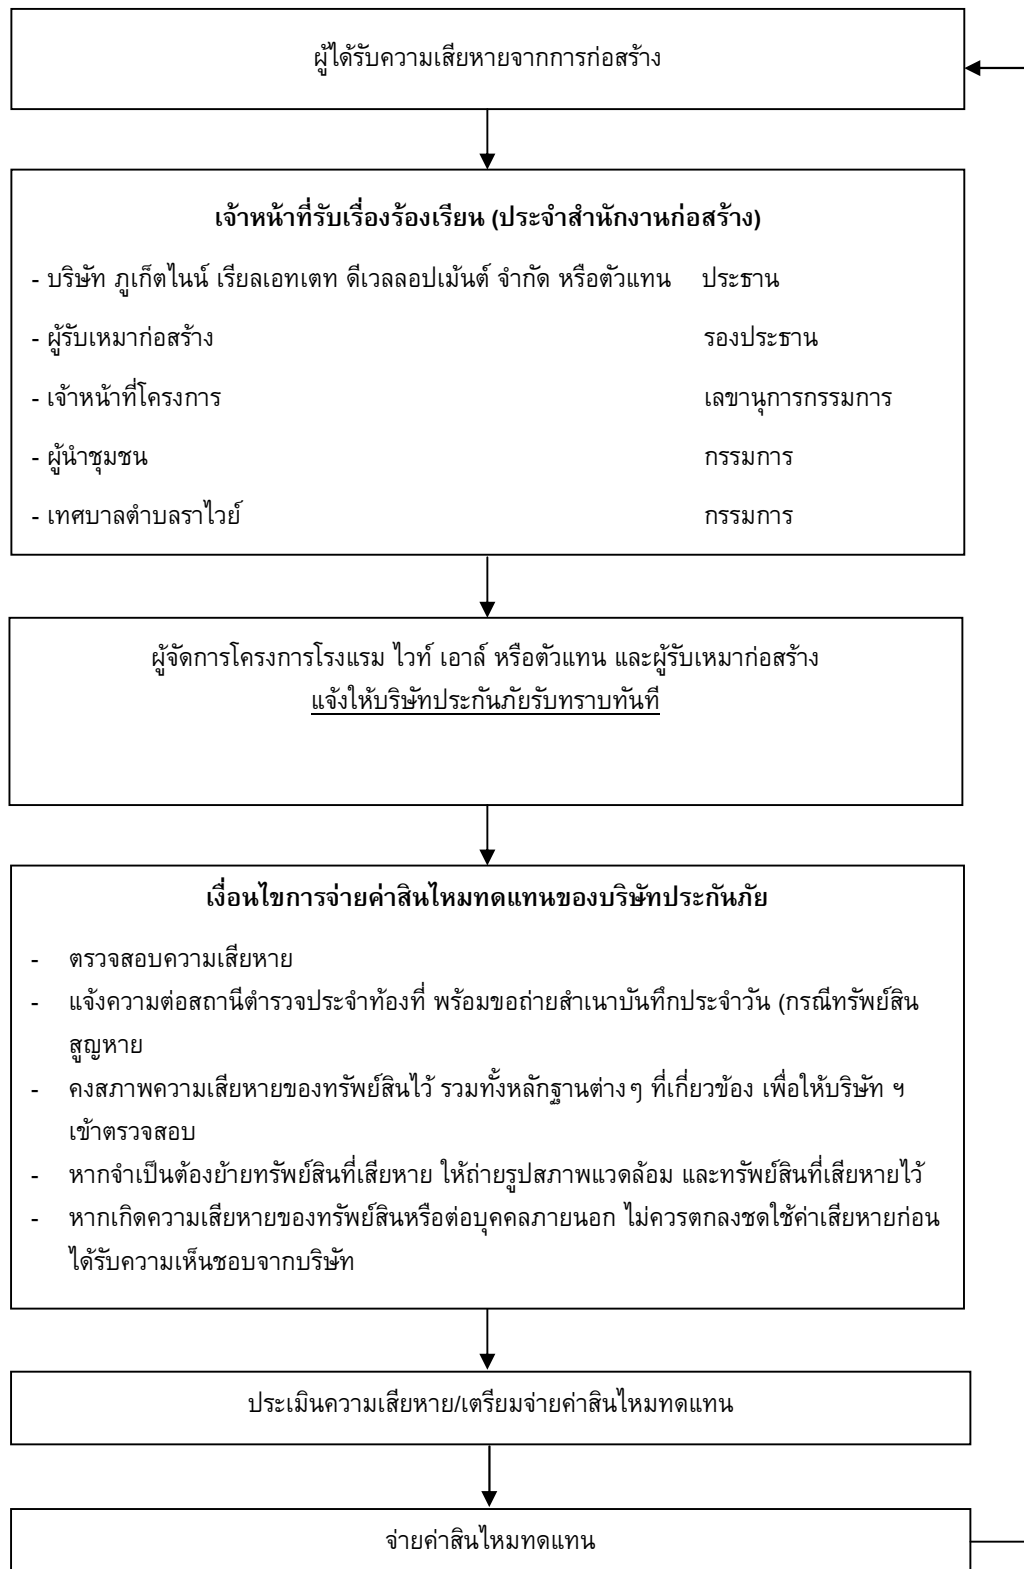 ผู้ได้รับความเสียหายจากการก่อสร้าง
เจ้าหน้าที่รับเรื่องร้องเรียน (ประจำสำนักงานก่อสร้าง)
- บริษัท ภูเก็ตไนน์ เรียลเอทเตท ดีเวลลอปเม้นต์ จำกัด หรือตัวแทน ประธาน
- ผู้รับเหมาก่อสร้าง รองประธาน
- เจ้าหน้าที่โครงการ เลขานุการกรรมการ
- ผู้นำชุมชน กรรมการ
- เทศบาลตำบลราไวย์ กรรมการ
ผู้จัดการโครงการโรงแรม ไวท์ เอาล์ หรือตัวแทน และผู้รับเหมาก่อสร้าง
แจ้งให้บริษัทประกันภัยรับทราบทันที
เงื่อนไขการจ่ายค่าสินไหมทดแทนของบริษัทประกันภัย
- ตรวจสอบความเสียหาย
- แจ้งความต่อสถานีตำรวจประจำท้องที่ พร้อมขอถ่ายสำเนาบันทึกประจำวัน (กรณีทรัพย์สิน
สูญหาย
- คงสภาพความเสียหายของทรัพย์สินไว้ รวมทั้งหลักฐานต่างๆ ที่เกี่ยวข้อง เพื่อให้บริษัท ฯ
เข้าตรวจสอบ
- หากจำเป็นต้องย้ายทรัพย์สินที่เสียหาย ให้ถ่ายรูปสภาพแวดล้อม และทรัพย์สินที่เสียหายไว้
- หากเกิดความเสียหายของทรัพย์สินหรือต่อบุคคลภายนอก ไม่ควรตกลงชดใช้ค่าเสียหายก่อน
ได้รับความเห็นชอบจากบริษัท
ประเมินความเสียหาย/เตรียมจ่ายค่าสินไหมทดแทน
จ่ายค่าสินไหมทดแทน